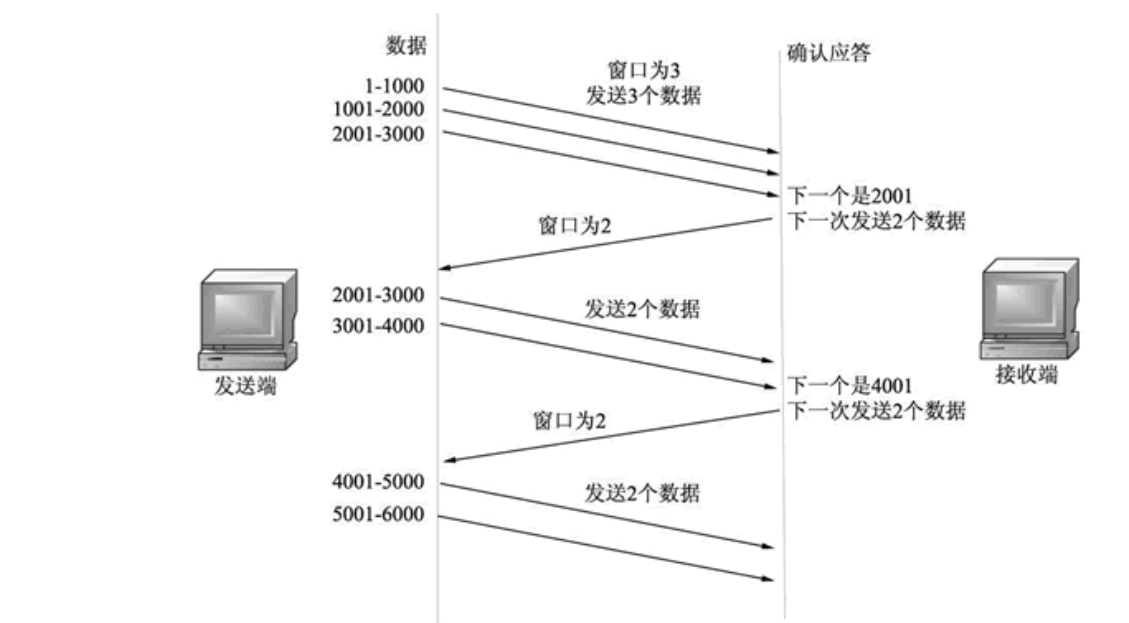 数据
确认应答
窗口为3
发送3个数据
1-1000
1001-2000
2001-3000
下一个是2001
下一次发送2个数据
窗口为2
2001-3000
发送2个数据
3001-4000
发送端
接收端
下一个是4001
下一次发送2个数据
窗口为2
4001-5000
发送2个数据
5001-6000